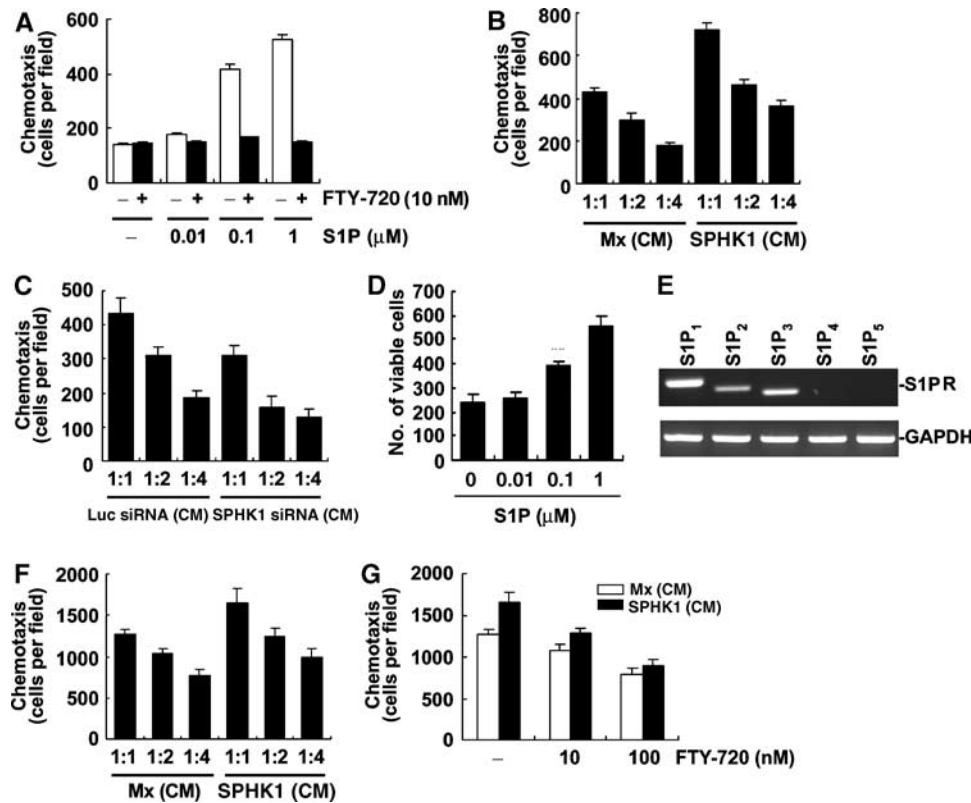 A
Chemotaxis
(cells per field)
600
400
200
0
– + – + – + – + FTY-720 (10 nM)
– 0.01 0.1 1 S1P (μM)
B
Chemotaxis
(cells per field)
800
600
400
200
0
1:1 1:2 1:4 1:1 1:2 1:4
Mx (CM) SPHK1 (CM)
C
Chemotaxis
(cells per field)
500
400
300
200
100
0
1:1 1:2 1:4 1:1 1:2 1:4
Luc siRNA (CM) SPHK1 siRNA (CM)
D
No. of viable cells
700
600
500
400
300
200
100
0
0 0.01 0.1 1
S1P (μM)
E
S1P1 S1P2 S1P3 S1P4 S1P5
-S1PR
-GAPDH
F
Chemotaxis
(cells per field)
2000
1500
1000
500
0
1:1 1:2 1:4 1:1 1:2 1:4
Mx (CM) SPHK1 (CM)
G
Chemotaxis
(cells per field)
2000
1500
1000
500
0
Mx (CM)
SPHK1 (CM)
– 10 100 FTY-720 (nM)